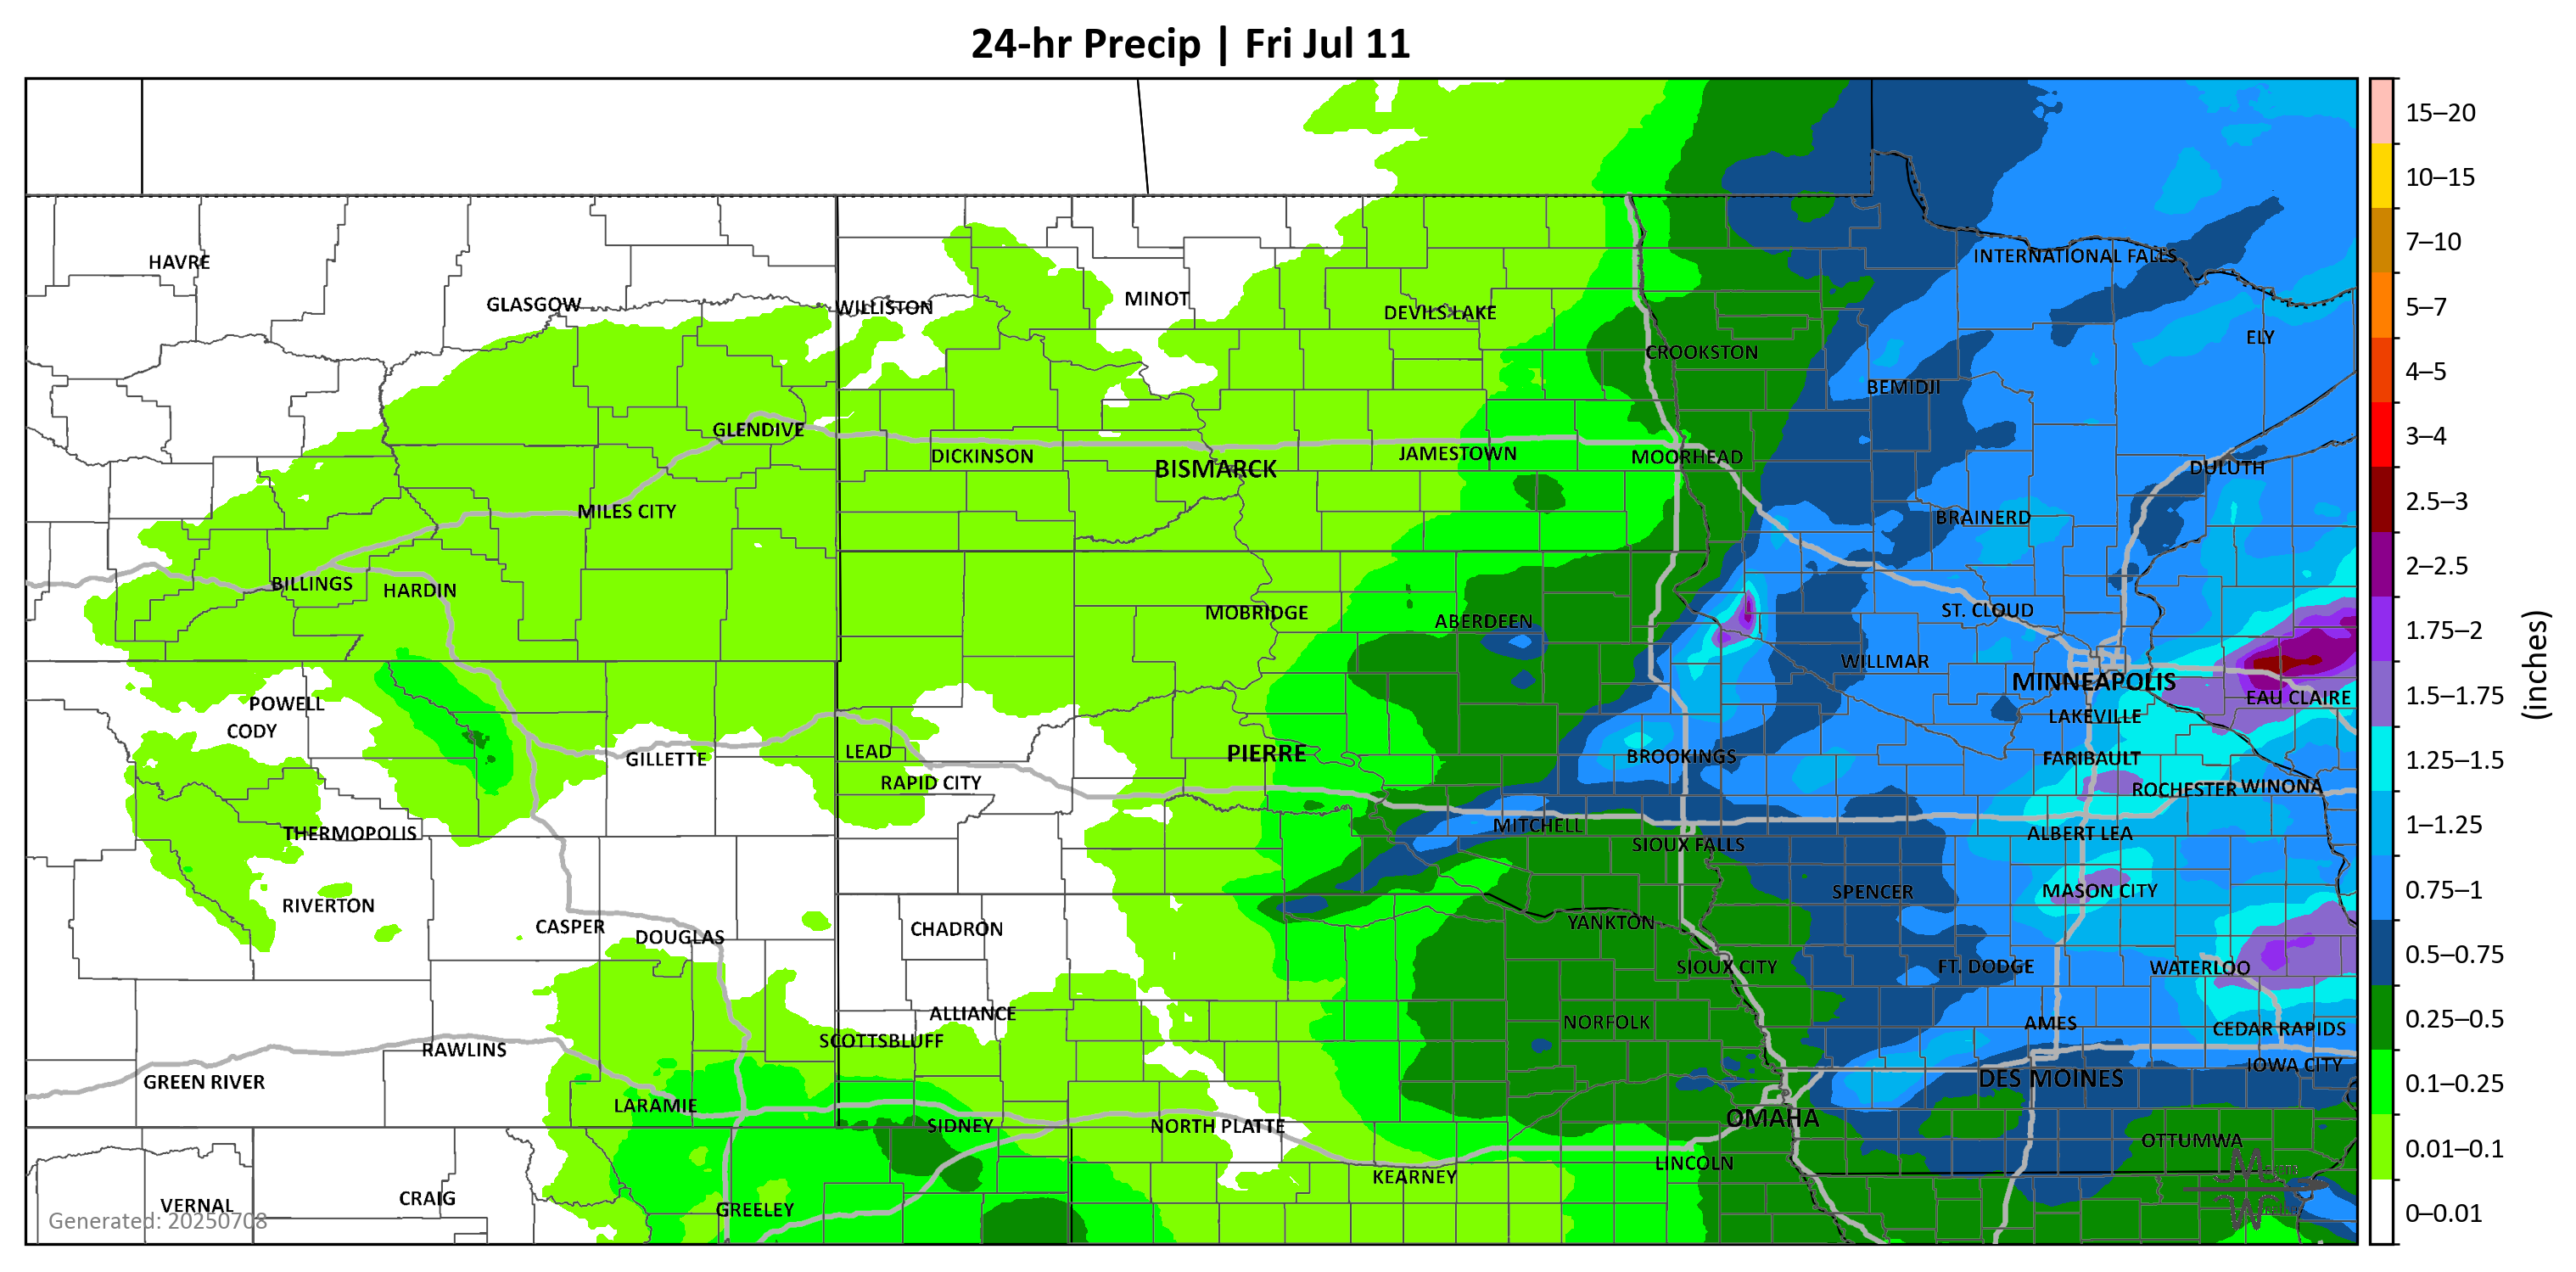 24-hr Precip | Fri Jul 11
15–20
10–15
HAVRE
7–10
INTERNATIONAL FALLS
GLASGOW
WILLISTON
MINOT
DEVILS LAKE
5–7
ELY
CROOKSTON
4–5
BEMIDJI
GLENDIVE
3–4
DICKINSON
BISMARCK
JAMESTOWN
MOORHEAD
DULUTH
2.5–3
MILES CITY
BRAINERD
2–2.5
BILLINGS
HARDIN
MOBRIDGE
ABERDEEN
ST. CLOUD
1.75–2
WILLMAR
MINNEAPOLIS
(inches)
1.5–1.75
POWELL
EAU CLAIRE
CODY
LAKEVILLE
LEAD
PIERRE
BROOKINGS
GILLETTE
FARIBAULT
1.25–1.5
RAPID CITY
ROCHESTER
WINONA
THERMOPOLIS
MITCHELL
ALBERT LEA
1–1.25
SIOUX FALLS
RIVERTON
SPENCER
MASON CITY
0.75–1
CASPER
DOUGLAS
CHADRON
YANKTON
0.5–0.75
SIOUX CITY
FT. DODGE
WATERLOO
ALLIANCE
NORFOLK
AMES
CEDAR RAPIDS
0.25–0.5
SCOTTSBLUFF
RAWLINS
IOWA CITY
GREEN RIVER
DES MOINES
0.1–0.25
LARAMIE
SIDNEY
NORTH PLATTE
OMAHA
OTTUMWA
0.01–0.1
LINCOLN
KEARNEY
VERNAL
CRAIG
GREELEY
0–0.01
Generated: 20250708